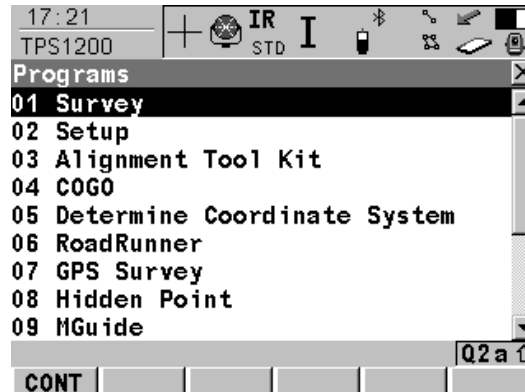 17:21
TPS1200
IR
STD
I
Programs
X
01 Survey
02 Setup
03 Alignment Tool Kit
04 COGO
05 Determine Coordinate System
06 RoadRunner
07 GPS Survey
08 Hidden Point
09 MGuide
Q2a
CONT